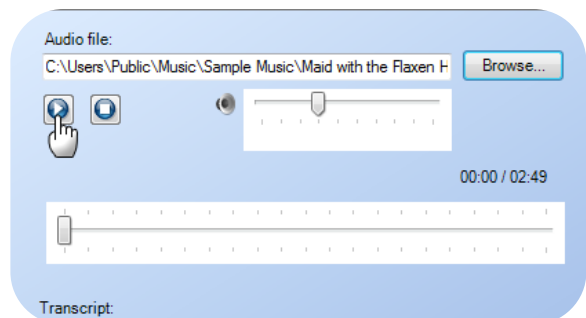 Audio file:
C:\Users\Public\Music\Sample Music\Maid with the Flaxen H
Browse...
00:00 / 02:49
Transcript: